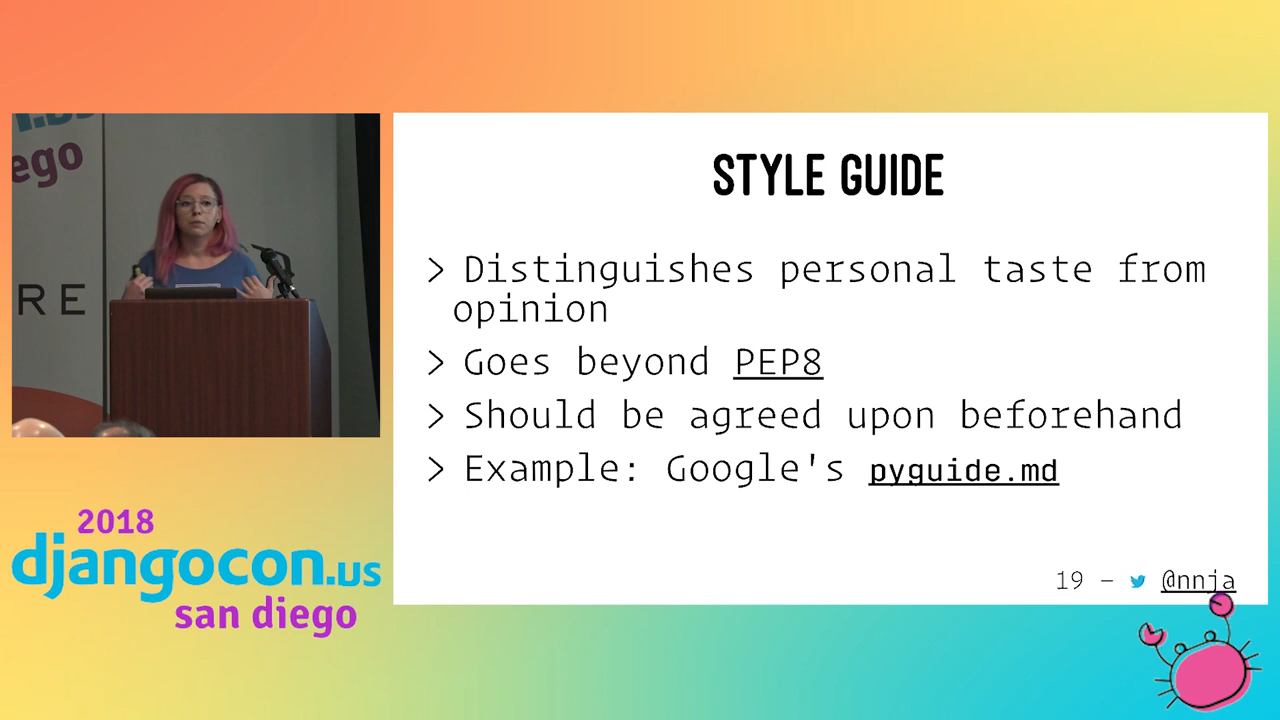 ego
RE
STYLE GUIDE
> Distinguishes personal taste from
opinion
> Goes beyond PEP8
> Should be agreed upon beforehand
> Example: Google's pyguide.md
19 – @nnja
2018
djangocon.us
san diego